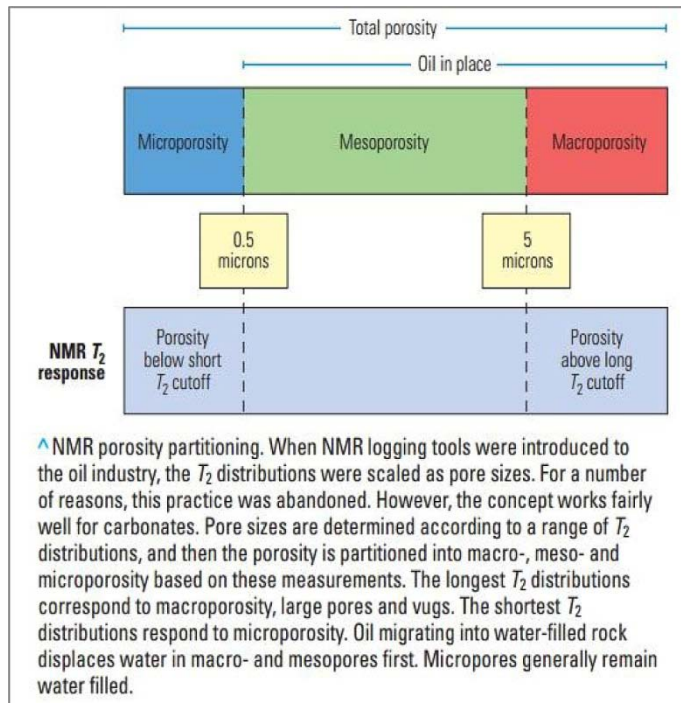 Total porosity
Oil in place
Microporosity
Mesoporosity
Macroporosity
0.5
microns
5
microns
NMR T2
response
Porosity
below short
T2 cutoff
Porosity
above long
T2 cutoff
^ NMR porosity partitioning. When NMR logging tools were introduced to
the oil industry, the T2 distributions were scaled as pore sizes. For a number
of reasons, this practice was abandoned. However, the concept works fairly
well for carbonates. Pore sizes are determined according to a range of T2
distributions, and then the porosity is partitioned into macro-, meso- and
microporosity based on these measurements. The longest T2 distributions
correspond to macroporosity, large pores and vugs. The shortest T2
distributions respond to microporosity. Oil migrating into water-filled rock
displaces water in macro- and mesopores first. Micropores generally remain
water filled.